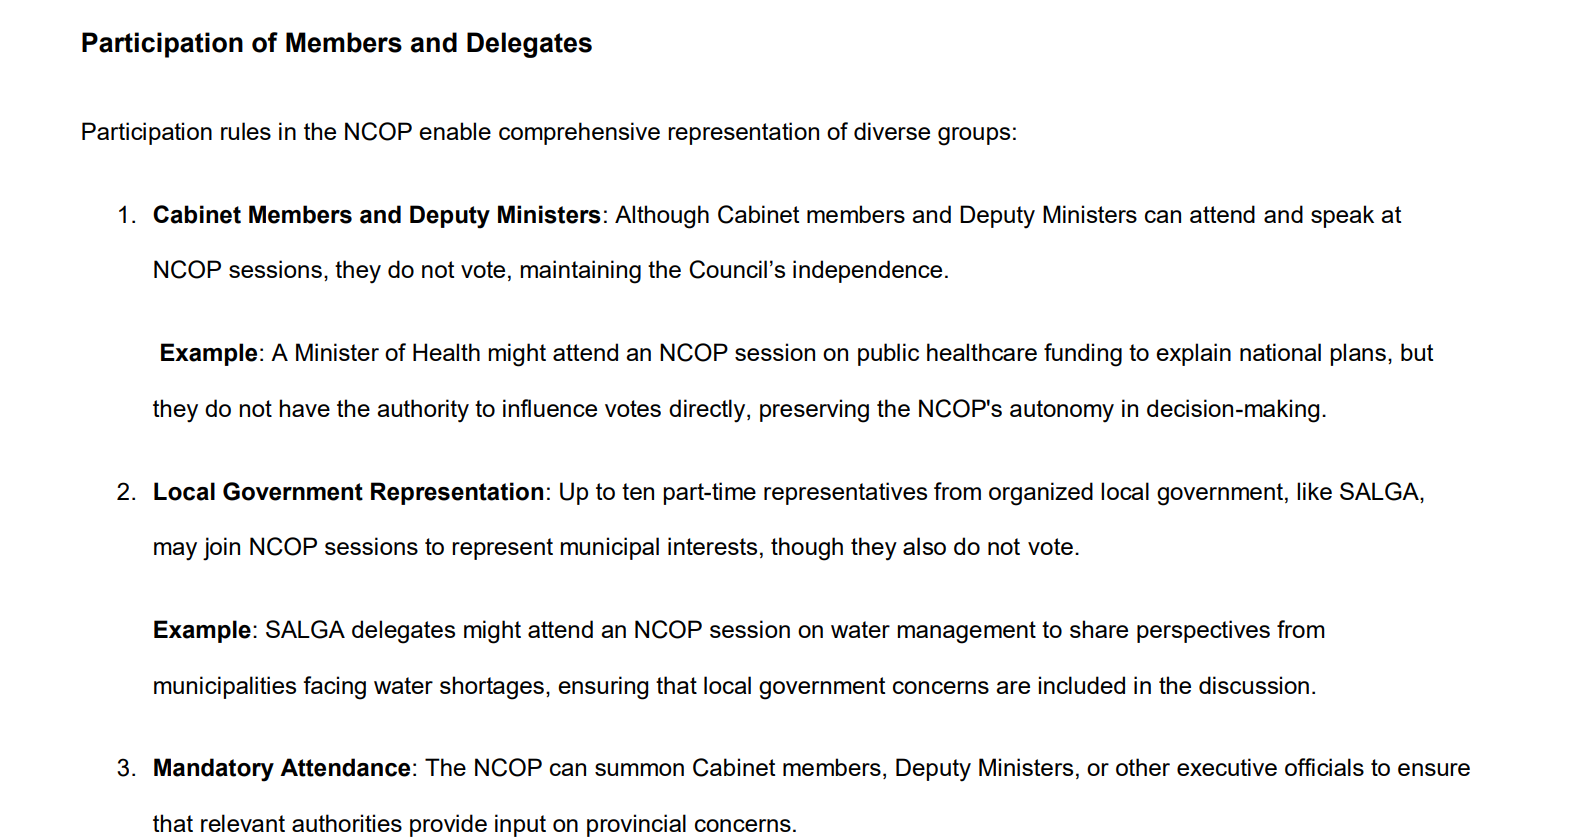 Participation of Members and Delegates
Participation rules in the NCOP enable comprehensive representation of diverse groups:
1. Cabinet Members and Deputy Ministers: Although Cabinet members and Deputy Ministers can attend and speak at
NCOP sessions, they do not vote, maintaining the Council’s independence.
Example: A Minister of Health might attend an NCOP session on public healthcare funding to explain national plans, but
they do not have the authority to influence votes directly, preserving the NCOP's autonomy in decision-making.
2. Local Government Representation: Up to ten part-time representatives from organized local government, like SALGA,
may join NCOP sessions to represent municipal interests, though they also do not vote.
Example: SALGA delegates might attend an NCOP session on water management to share perspectives from
municipalities facing water shortages, ensuring that local government concerns are included in the discussion.
3. Mandatory Attendance: The NCOP can summon Cabinet members, Deputy Ministers, or other executive officials to ensure
that relevant authorities provide input on provincial concerns.